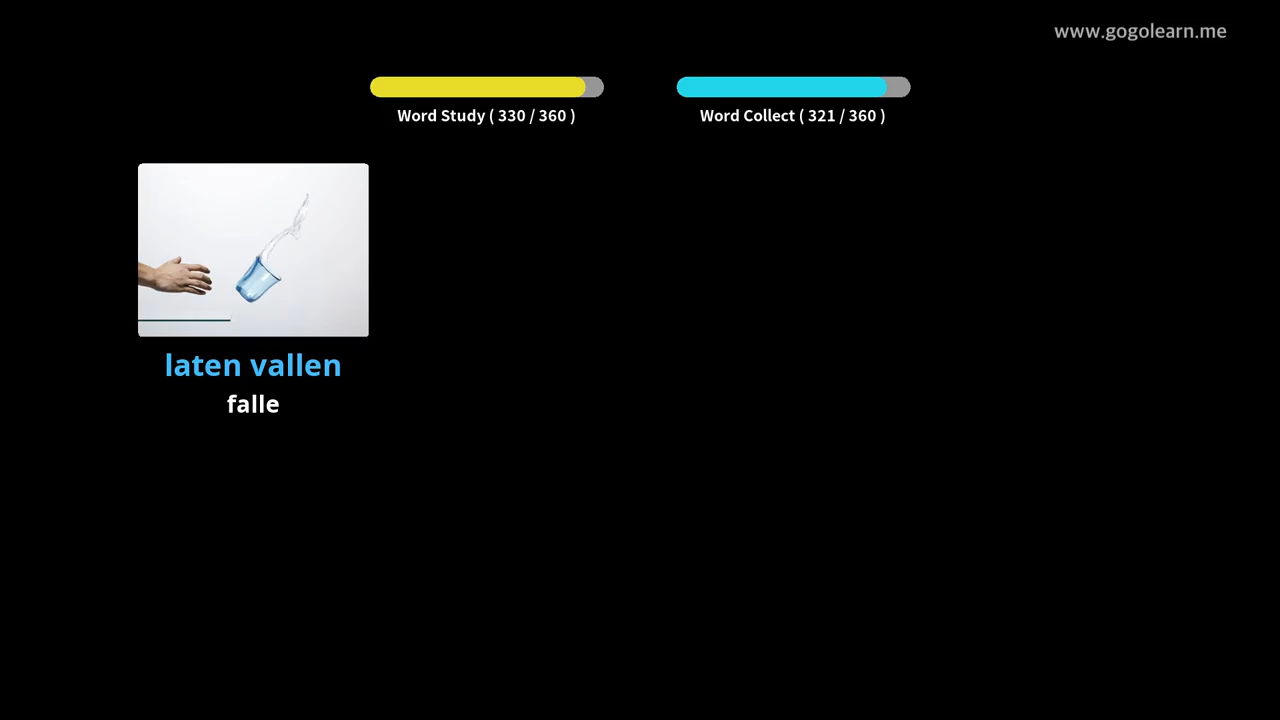 www.gogolearn.me
Word Study ( 330 / 360 )
Word Collect ( 321 / 360 )
laten vallen
falle